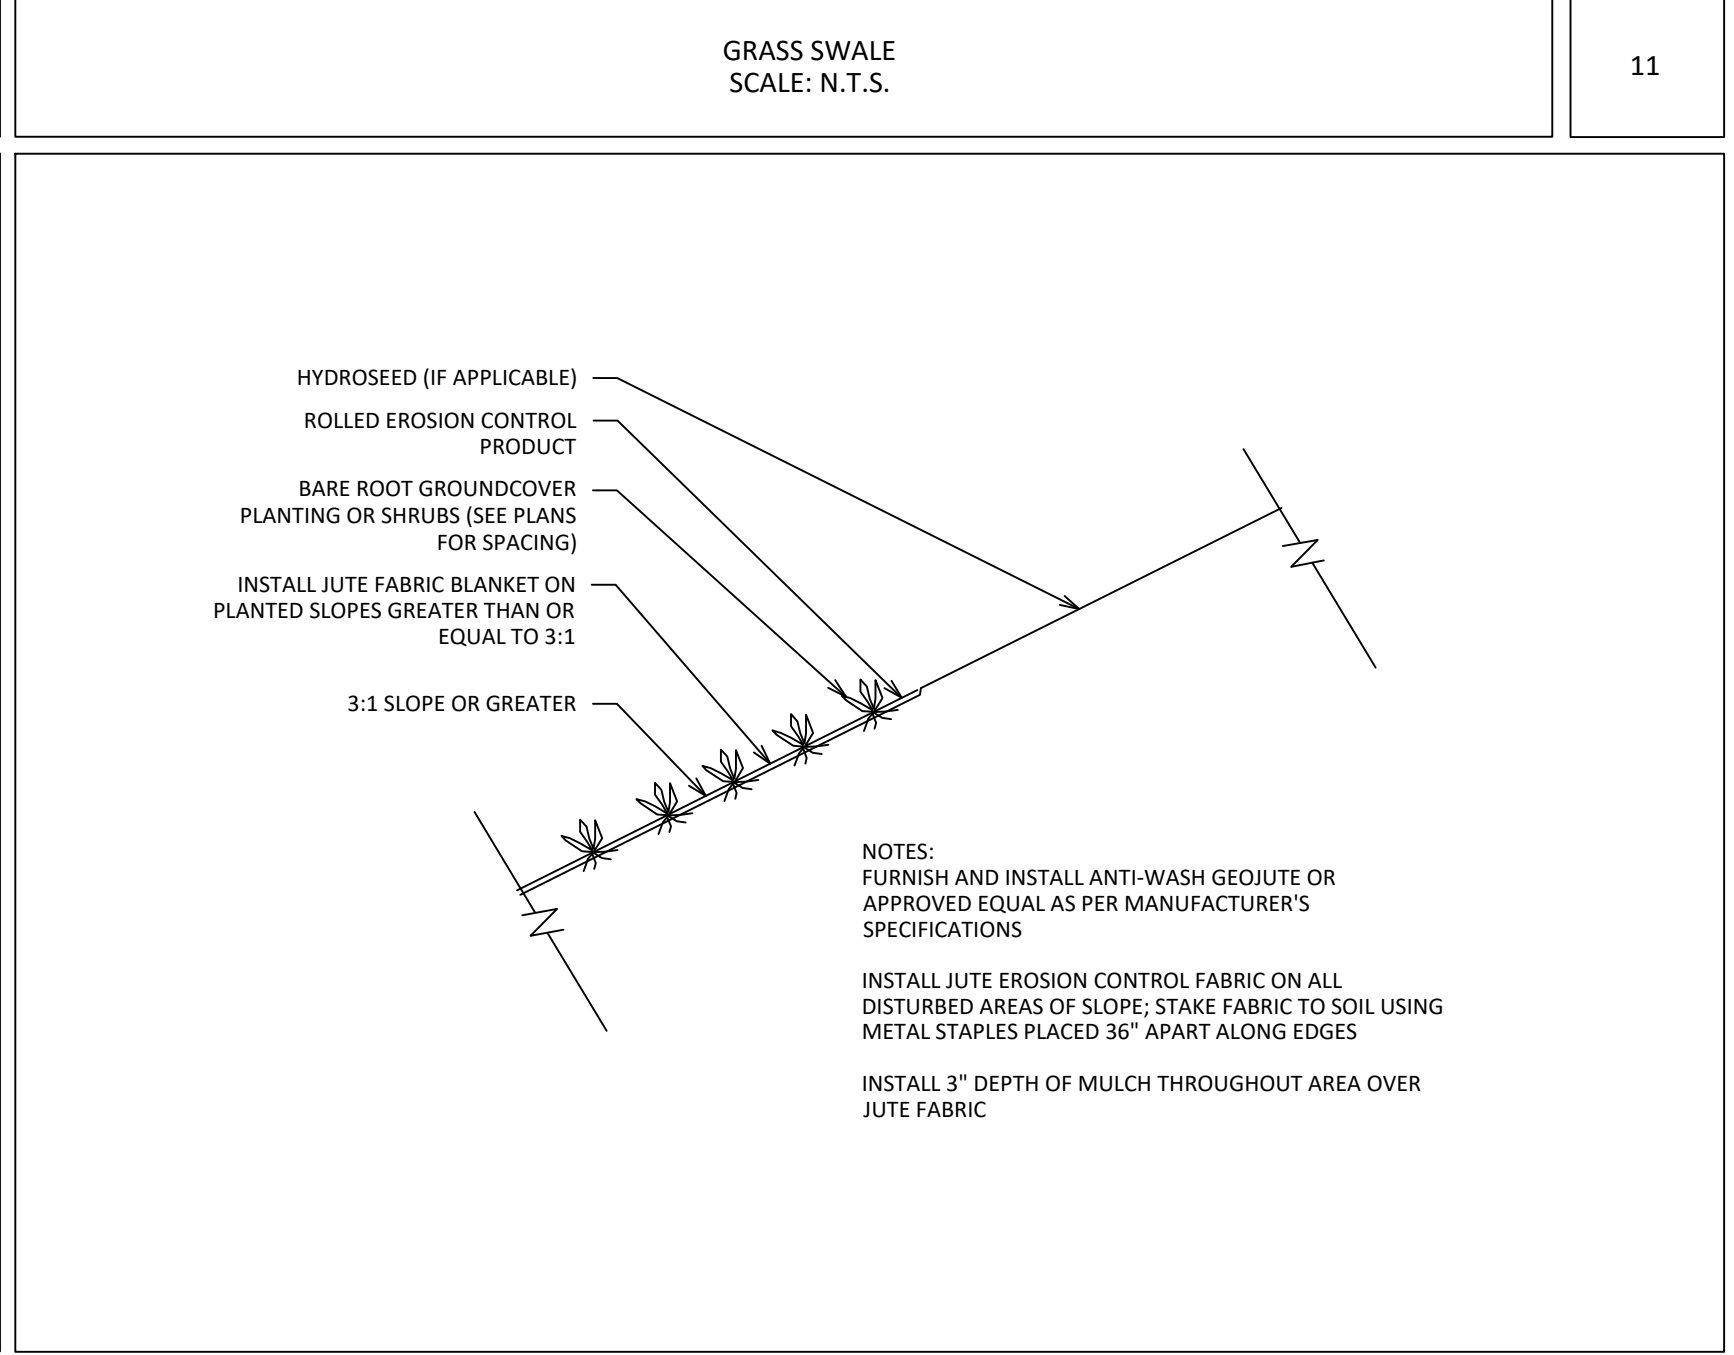 GRASS SWALE
SCALE: N.T.S.
11
HYDROSEED (IF APPLICABLE)
ROLLED EROSION CONTROL
PRODUCT
BARE ROOT GROUNDCOVER
PLANTING OR SHRUBS (SEE PLANS
FOR SPACING)
INSTALL JUTE FABRIC BLANKET ON
PLANTED SLOPES GREATER THAN OR
EQUAL TO 3:1
3:1 SLOPE OR GREATER
NOTES:
FURNISH AND INSTALL ANTI-WASH GEOJUTE OR
APPROVED EQUAL AS PER MANUFACTURER'S
SPECIFICATIONS
INSTALL JUTE EROSION CONTROL FABRIC ON ALL
DISTURBED AREAS OF SLOPE; STAKE FABRIC TO SOIL USING
METAL STAPLES PLACED 36" APART ALONG EDGES
INSTALL 3" DEPTH OF MULCH THROUGHOUT AREA OVER
JUTE FABRIC